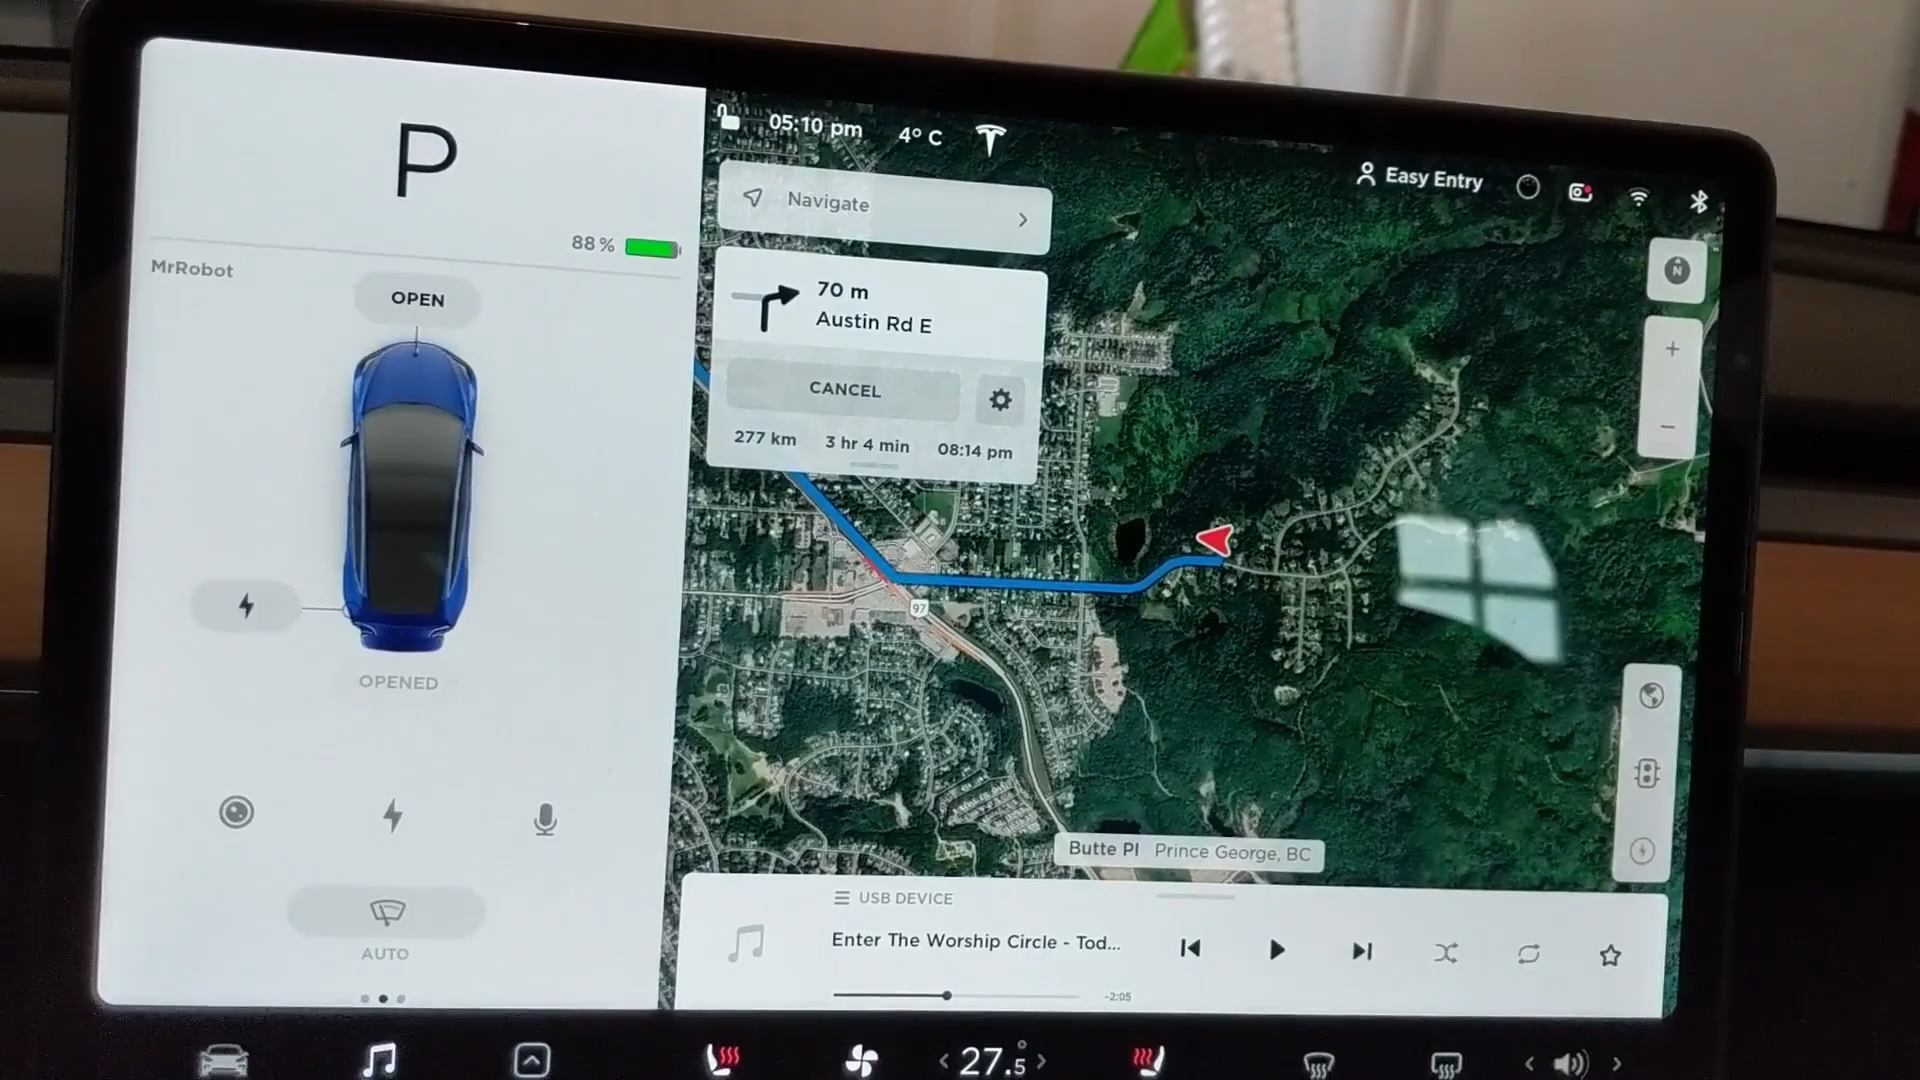 P
88 %
MrRobot
OPEN
OPENED
AUTO
05:10 pm 4° C
Easy Entry
Navigate
70 m
Austin Rd E
CANCEL
277 km 3 hr 4 min 08:14 pm
N
+
−
97
Butte Pl Prince George, BC
USB DEVICE
Enter The Worship Circle - Tod...
-2:05
27.5°